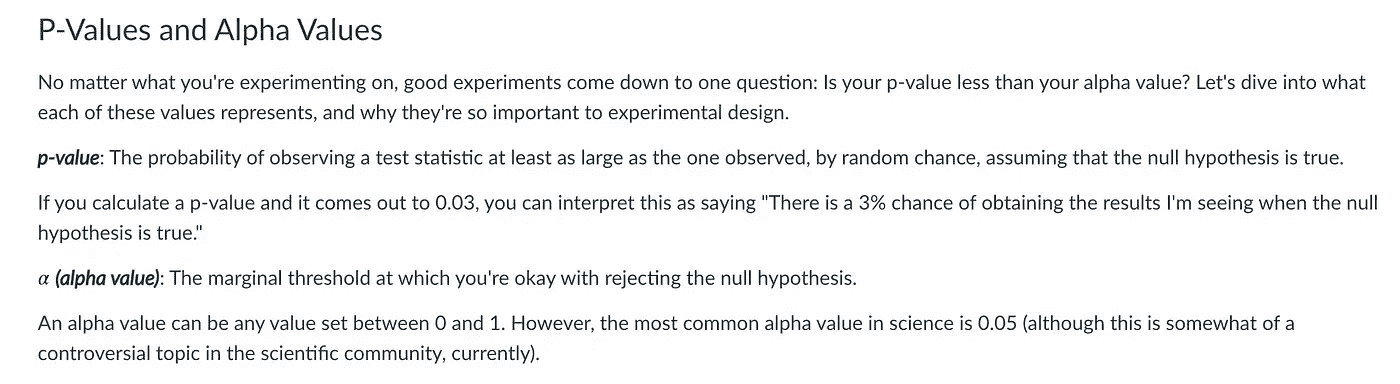 P-Values and Alpha Values
No matter what you're experimenting on, good experiments come down to one question: Is your p-value less than your alpha value? Let's dive into what
each of these values represents, and why they're so important to experimental design.
p-value: The probability of observing a test statistic at least as large as the one observed, by random chance, assuming that the null hypothesis is true.
If you calculate a p-value and it comes out to 0.03, you can interpret this as saying "There is a 3% chance of obtaining the results I'm seeing when the null
hypothesis is true."
α (alpha value): The marginal threshold at which you're okay with rejecting the null hypothesis.
An alpha value can be any value set between 0 and 1. However, the most common alpha value in science is 0.05 (although this is somewhat of a
controversial topic in the scientific community, currently).